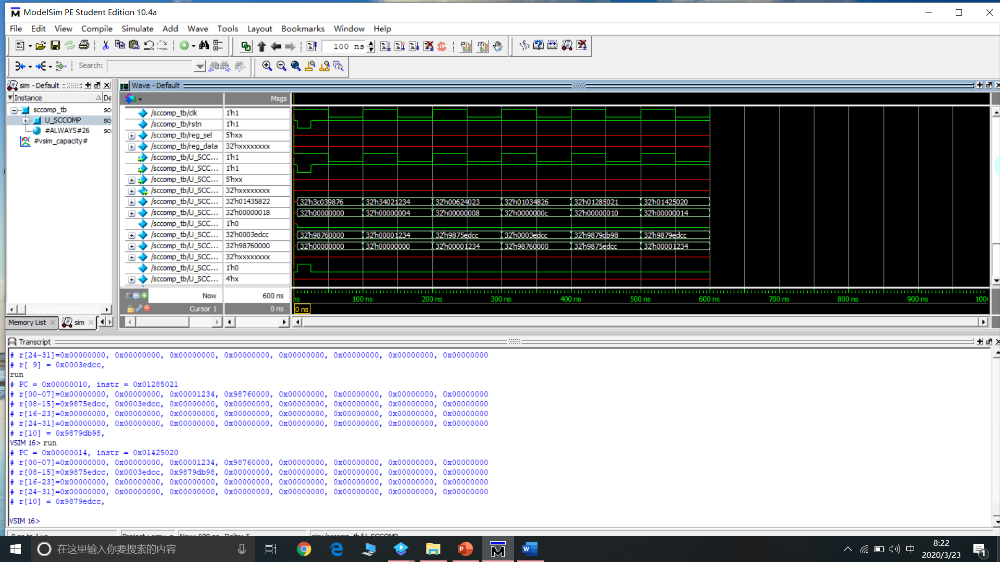 ModelSim PE Student Edition 10.4a
File Edit View Compile Simulate Add Wave Tools Layout Bookmarks Window Help
100 ns
Search:
sim - Default
Instance
De
sccomp_tb
scc
U_SCCOMP
scc
#ALWAYS#26
scc
#vsim_capacity#
Memory List
sim
Wave - Default
Msgs
/sccomp_tb/clk 1'h1
/sccomp_tb/rstn 1'h1
/sccomp_tb/reg_sel 5'hxx
/sccomp_tb/reg_data 32'hxxxxxxxx
/sccomp_tb/U_SCC... 1'h1
/sccomp_tb/U_SCC... 1'h1
/sccomp_tb/U_SCC... 5'hxx
/sccomp_tb/U_SCC... 32'hxxxxxxxx
/sccomp_tb/U_SCC... 32'h01435822 32'h3c039876 32'h34021234 32'h00624023 32'h01034826 32'h01285021 32'h01425020
/sccomp_tb/U_SCC... 32'h00000018 32'h00000000 32'h00000004 32'h00000008 32'h0000000c 32'h00000010 32'h00000014
/sccomp_tb/U_SCC... 1'h0
/sccomp_tb/U_SCC... 32'h0003edcc 32'h98760000 32'h00001234 32'h9875edcc 32'h0003edcc 32'h9879db98 32'h9879edcc
/sccomp_tb/U_SCC... 32'h98760000 32'h00000000 32'h00000000 32'h00001234 32'h98760000 32'h9875edcc 32'h00001234
/sccomp_tb/U_SCC... 32'hxxxxxxxx
/sccomp_tb/U_SCC... 1'h0
/sccomp_tb/U_SCC... 4'hx
Now 600 ns
ns 100 ns 200 ns 300 ns 400 ns 500 ns 600 ns 700 ns 800 ns 900 ns 100
Cursor 1 0 ns 0 ns
Transcript
# r[24-31]=0x00000000, 0x00000000, 0x00000000, 0x00000000, 0x00000000, 0x00000000, 0x00000000, 0x00000000
# r[ 9] = 0x0003edcc,
run
# PC = 0x00000010, instr = 0x01285021
# r[00-07]=0x00000000, 0x00000000, 0x00001234, 0x98760000, 0x00000000, 0x00000000, 0x00000000, 0x00000000
# r[08-15]=0x9875edcc, 0x0003edcc, 0x00000000, 0x00000000, 0x00000000, 0x00000000, 0x00000000, 0x00000000
# r[16-23]=0x00000000, 0x00000000, 0x00000000, 0x00000000, 0x00000000, 0x00000000, 0x00000000, 0x00000000
# r[24-31]=0x00000000, 0x00000000, 0x00000000, 0x00000000, 0x00000000, 0x00000000, 0x00000000, 0x00000000
# r[10] = 0x9879db98,
VSIM 16> run
# PC = 0x00000014, instr = 0x01425020
# r[00-07]=0x00000000, 0x00000000, 0x00001234, 0x98760000, 0x00000000, 0x00000000, 0x00000000, 0x00000000
# r[08-15]=0x9875edcc, 0x0003edcc, 0x9879db98, 0x00000000, 0x00000000, 0x00000000, 0x00000000, 0x00000000
# r[16-23]=0x00000000, 0x00000000, 0x00000000, 0x00000000, 0x00000000, 0x00000000, 0x00000000, 0x00000000
# r[24-31]=0x00000000, 0x00000000, 0x00000000, 0x00000000, 0x00000000, 0x00000000, 0x00000000, 0x00000000
# r[10] = 0x9879edcc,
VSIM 16>
在这里输入你要搜索的内容
中
8:22
2020/3/23
1